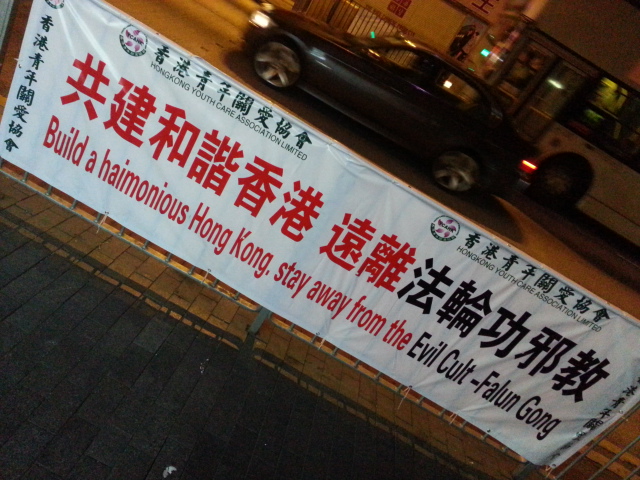 香港青年關愛協會
香港青年關愛協會
HONGKONG YOUTH CARE ASSOCIATION LIMITED
共建和諧香港 遠離法輪功邪教
Build a haimonious Hong Kong, stay away from the Evil Cult -Falun Gong
香港青年關愛協會
HONGKONG YOUTH CARE ASSOCIATION LIMITED